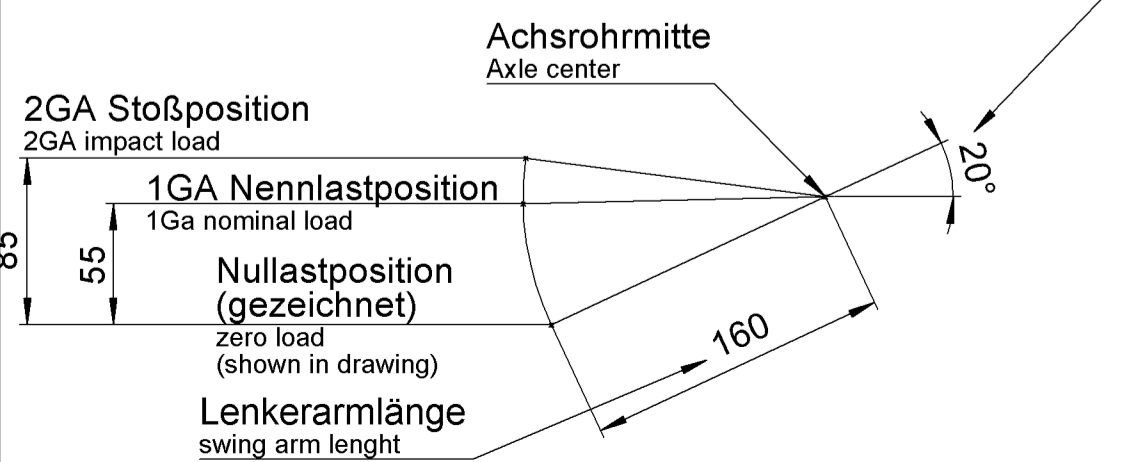 Achsrohrmitte
Axle center
2GA Stoßposition
2GA impact load
20°
1GA Nennlastposition
1Ga nominal load
85
55
Nullastposition
(gezeichnet)
zero load
(shown in drawing)
160
Lenkerarmlänge
swing arm lenght